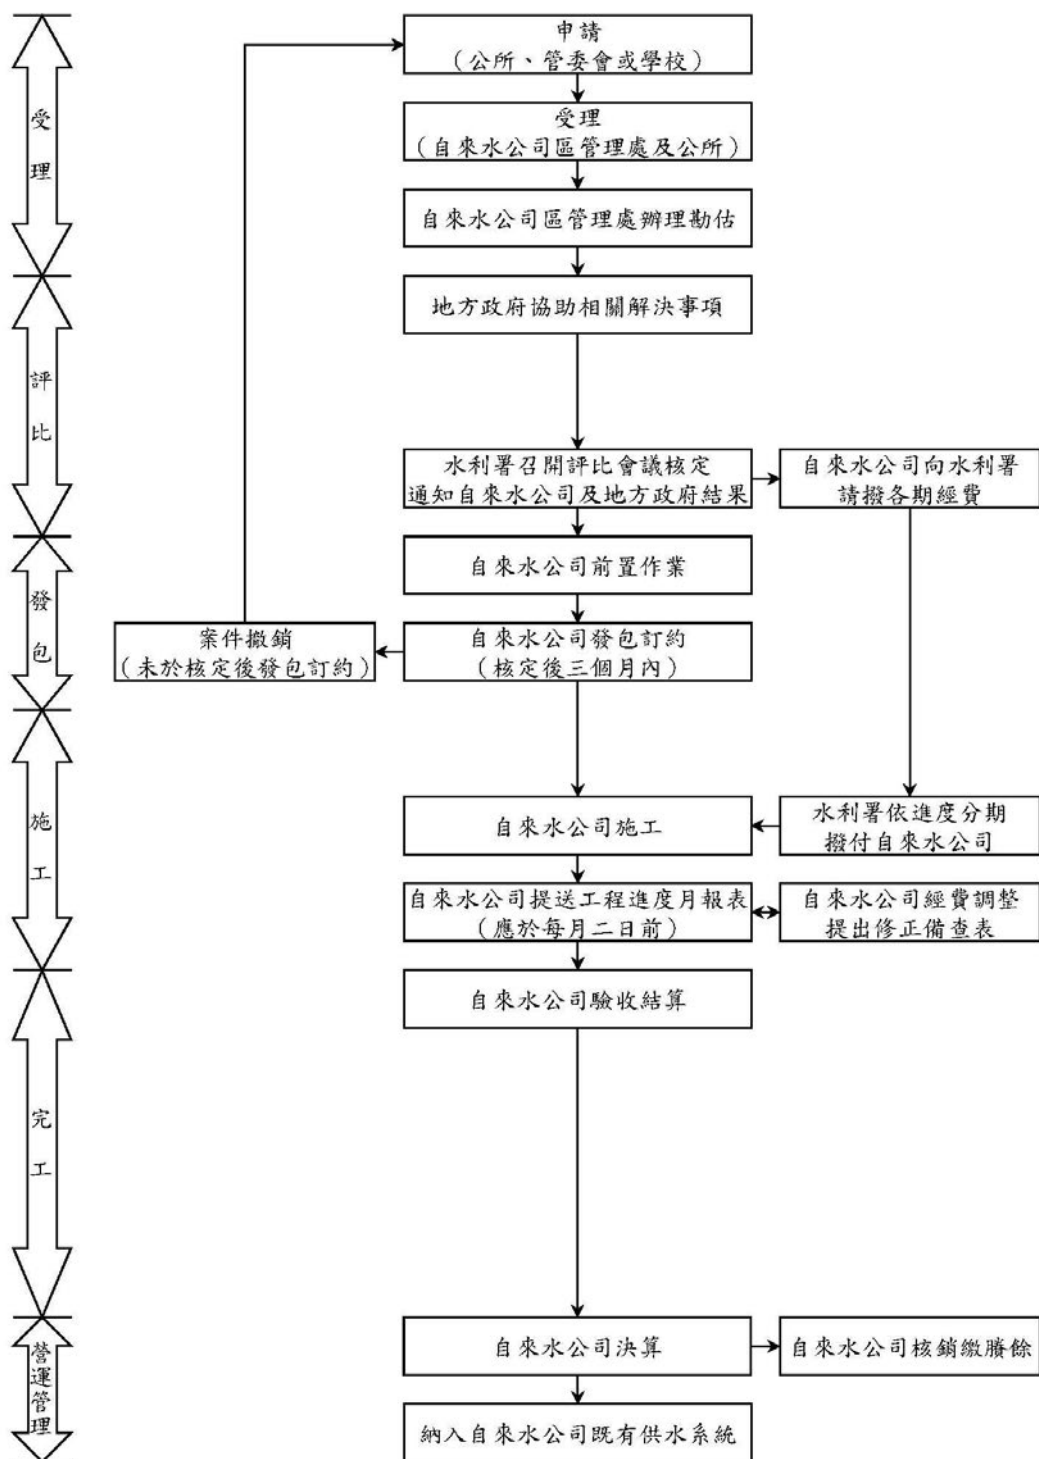 受
理
評
比
發
包
施
工
完
工
營
運
管
理
申請
(公所、管委會或學校)
受理
(自來水公司區管理處及公所)
自來水公司區管理處辦理勘估
地方政府協助相關解決事項
水利署召開評比會議核定
通知自來水公司及地方政府結果
自來水公司向水利署
請撥各期經費
自來水公司前置作業
案件撤銷
(未於核定後發包訂約)
自來水公司發包訂約
(核定後三個月內)
自來水公司施工
水利署依進度分期
撥付自來水公司
自來水公司提送工程進度月報表
(應於每月二日前)
自來水公司經費調整
提出修正備查表
自來水公司驗收結算
自來水公司決算
自來水公司核銷繳賸餘
納入自來水公司既有供水系統